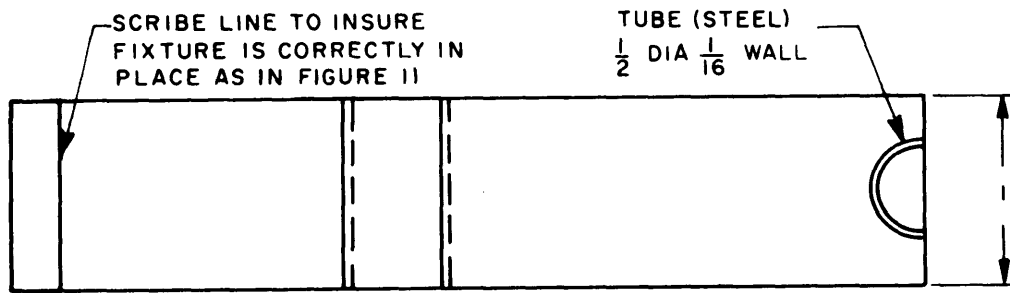 SCRIBE LINE TO INSURE
FIXTURE IS CORRECTLY IN
PLACE AS IN FIGURE 11
TUBE (STEEL)
1/2 DIA 1/16 WALL
1